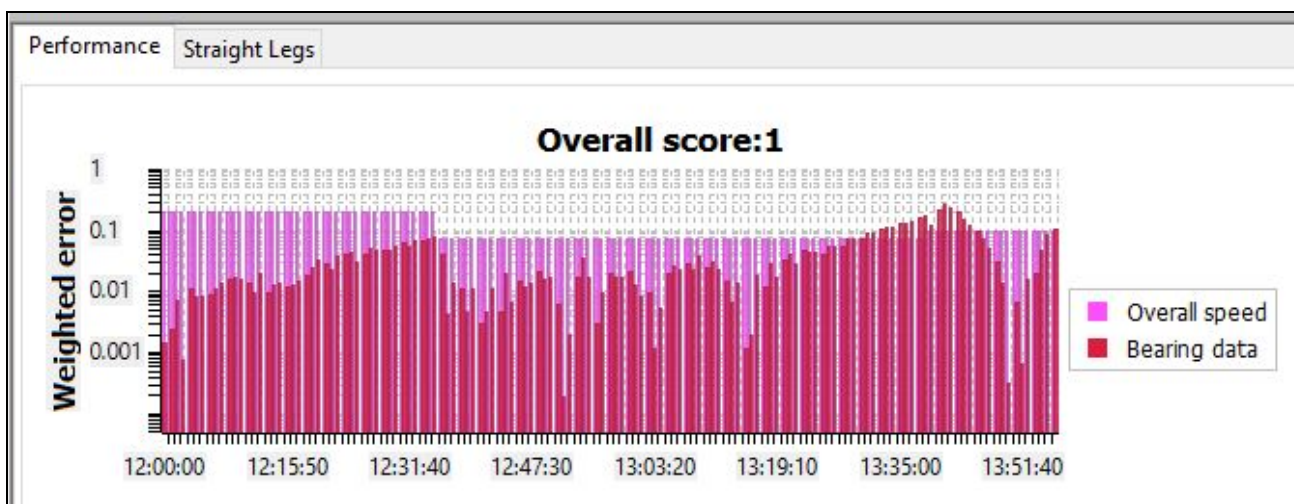 Performance
Straight Legs
Overall score:1
Weighted error
1
0.1
0.01
0.001
12:00:00 12:15:50 12:31:40 12:47:30 13:03:20 13:19:10 13:35:00 13:51:40
Overall speed
Bearing data